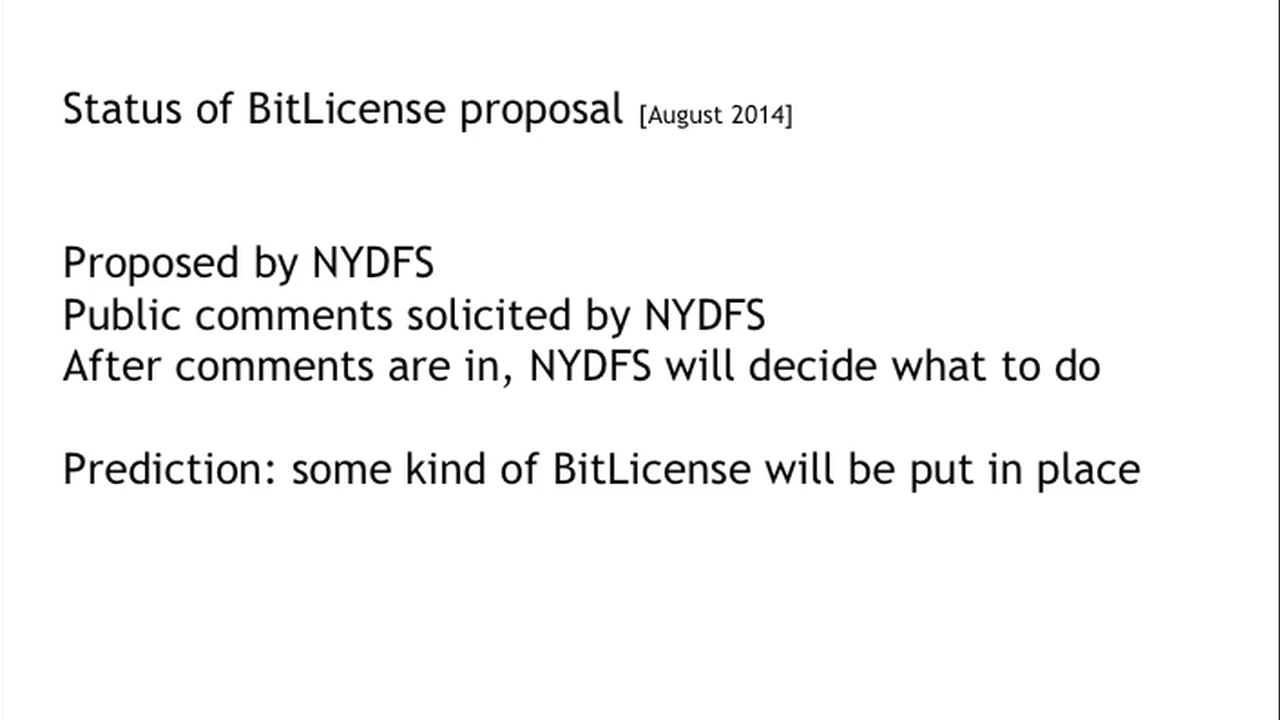 Status of BitLicense proposal [August 2014]
Proposed by NYDFS
Public comments solicited by NYDFS
After comments are in, NYDFS will decide what to do
Prediction: some kind of BitLicense will be put in place